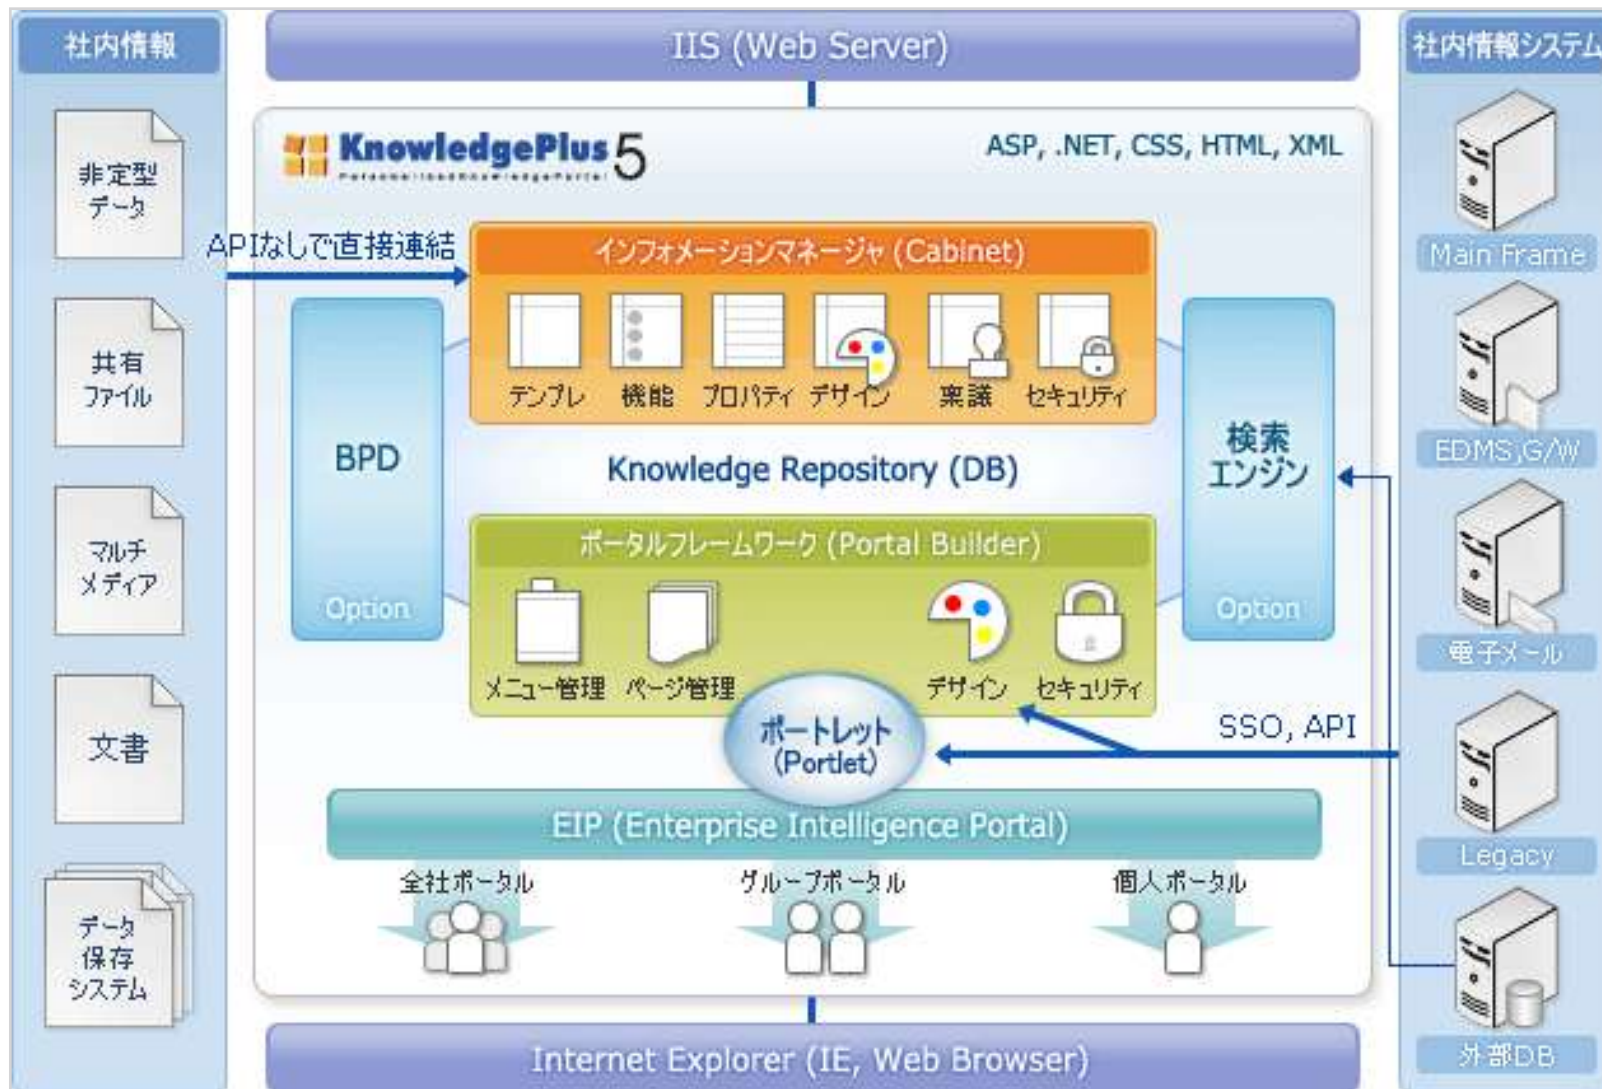 社内情報
非定型
データ
共有
ファイル
マルチ
メディア
文書
データ
保存
システム
IIS (Web Server)
KnowledgePlus 5
PersonalizedKnowledgePortal
ASP, .NET, CSS, HTML, XML
APIなしで直接連結
インフォメーションマネージャ (Cabinet)
テンプレ 機能 プロパティ デザイン 稟議 セキュリティ
BPD
Option
Knowledge Repository (DB)
検索
エンジン
Option
ポータルフレームワーク (Portal Builder)
メニュー管理 ページ管理 デザイン セキュリティ
ポートレット
(Portlet)
SSO, API
EIP (Enterprise Intelligence Portal)
全社ポータル グループポータル 個人ポータル
Internet Explorer (IE, Web Browser)
社内情報システム
Main Frame
EDMS,G/W
電子メール
Legacy
外部DB